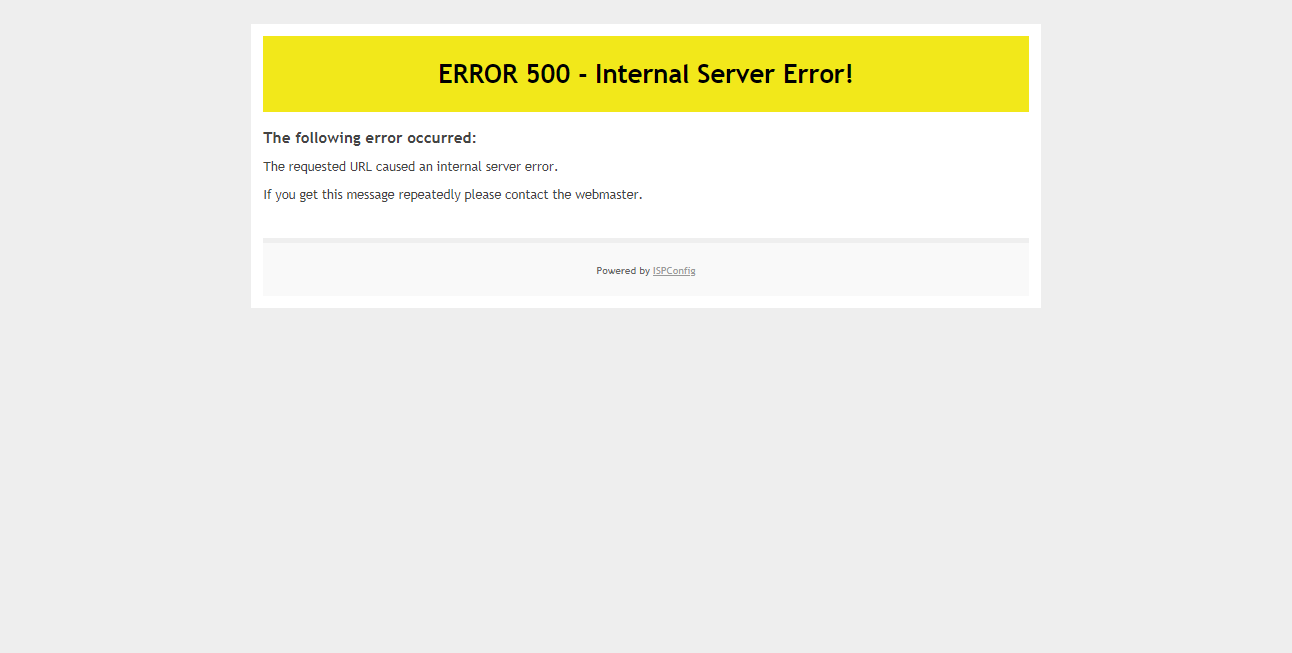 ERROR 500 - Internal Server Error!
The following error occurred:
The requested URL caused an internal server error.
If you get this message repeatedly please contact the webmaster.
Powered by ISPConfig